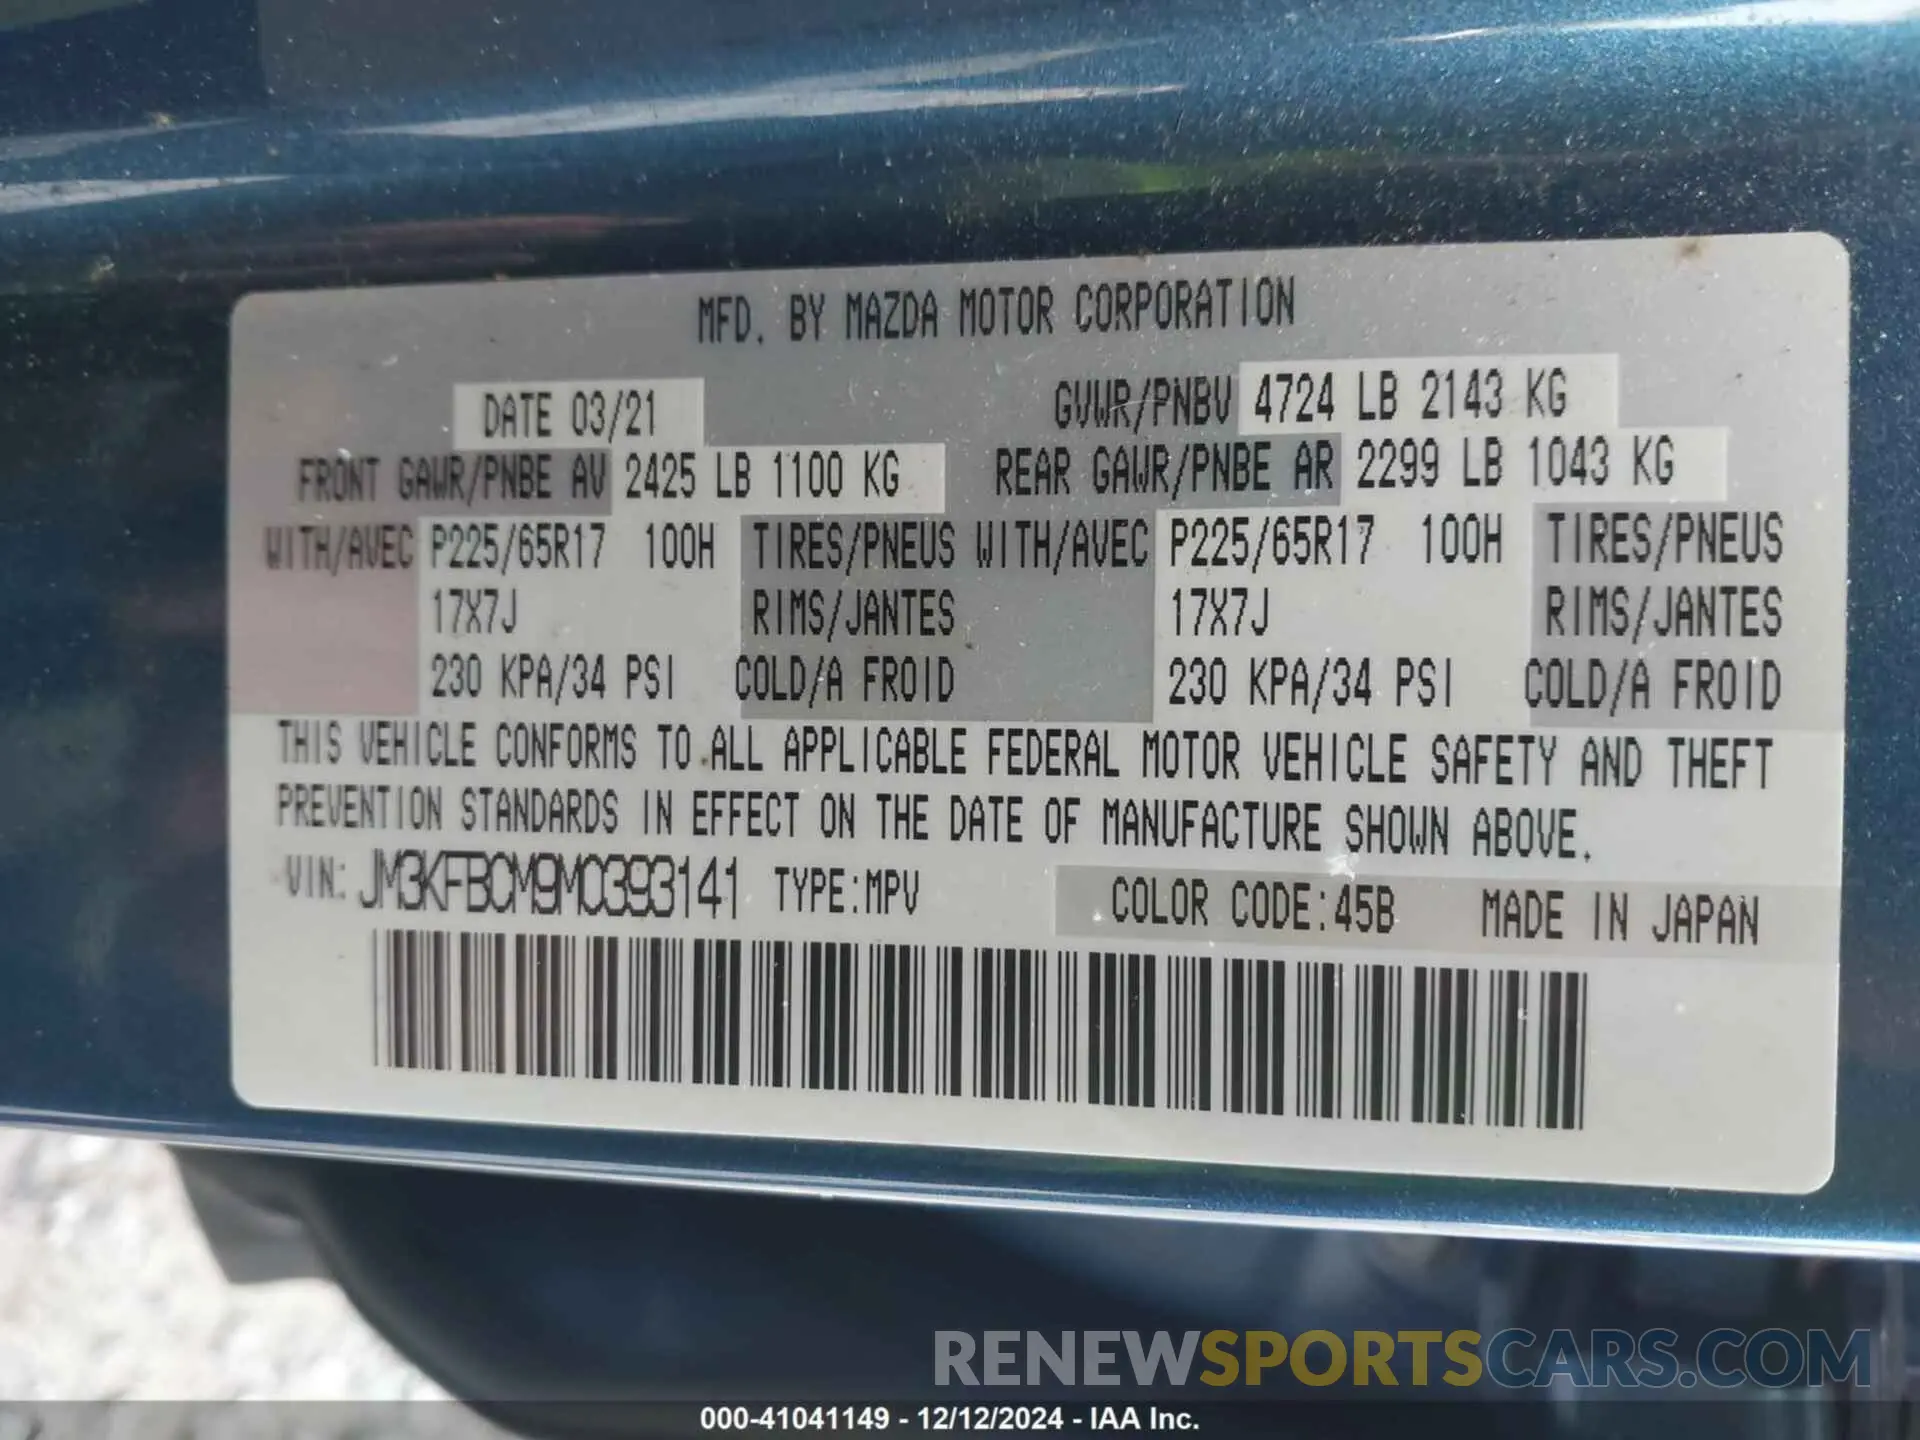 MFD. BY MAZDA MOTOR CORPORATION
DATE 03/21 GVWR/PNBV 4724 LB 2143 KG
FRONT GAWR/PNBE AV 2425 LB 1100 KG REAR GAWR/PNBE AR 2299 LB 1043 KG
WITH/AVEC P225/65R17 100H TIRES/PNEUS WITH/AVEC P225/65R17 100H TIRES/PNEUS
17X7J RIMS/JANTES 17X7J RIMS/JANTES
230 KPA/34 PSI COLD/A FROID 230 KPA/34 PSI COLD/A FROID
THIS VEHICLE CONFORMS TO ALL APPLICABLE FEDERAL MOTOR VEHICLE SAFETY AND THEFT
PREVENTION STANDARDS IN EFFECT ON THE DATE OF MANUFACTURE SHOWN ABOVE.
VIN: JM3KFBCM9M0393141 TYPE:MPV COLOR CODE:45B MADE IN JAPAN
RENEWSPORTSCARS.COM
000-41041149 - 12/12/2024 - IAA Inc.